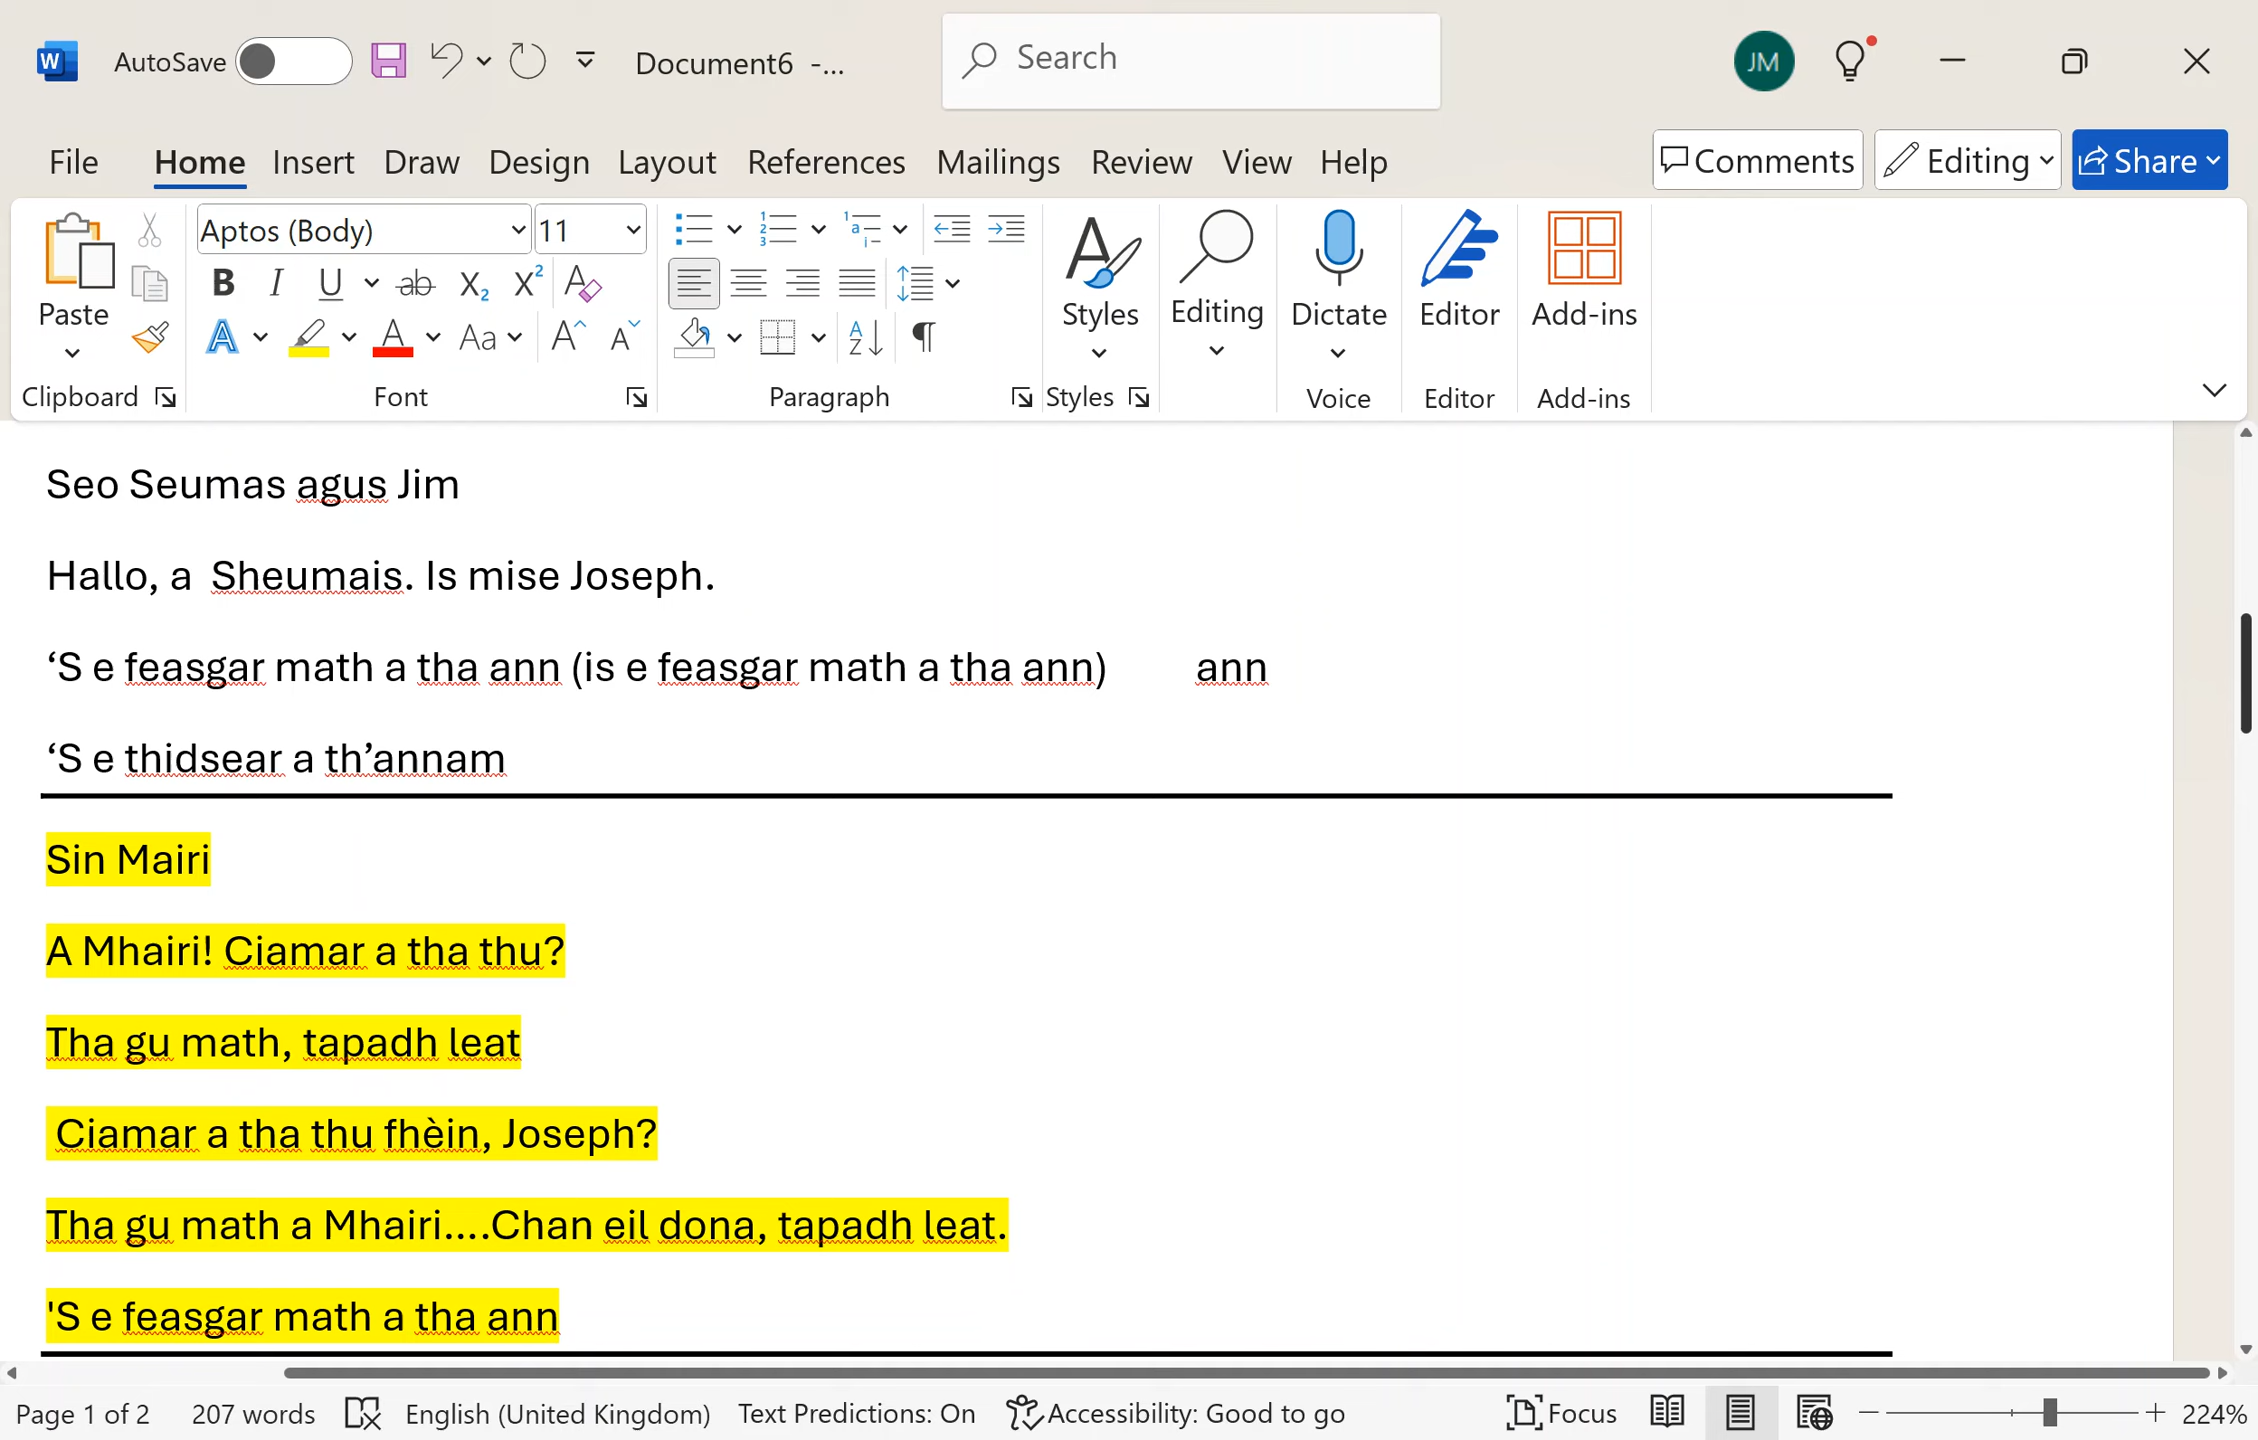 W AutoSave Document6 -... Search JM
File Home Insert Draw Design Layout References Mailings Review View Help Comments Editing Share
Paste Aptos (Body) 11 Styles Editing Dictate Editor Add-ins
Clipboard Font Paragraph Styles Voice Editor Add-ins
Seo Seumas agus Jim
Hallo, a Sheumais. Is mise Joseph.
‘S e feasgar math a tha ann (is e feasgar math a tha ann) ann
‘S e thidsear a th’annam
Sin Mairi
A Mhairi! Ciamar a tha thu?
Tha gu math, tapadh leat
Ciamar a tha thu fhèin, Joseph?
Tha gu math a Mhairi....Chan eil dona, tapadh leat.
'S e feasgar math a tha ann
Page 1 of 2 207 words English (United Kingdom) Text Predictions: On Accessibility: Good to go Focus 224%